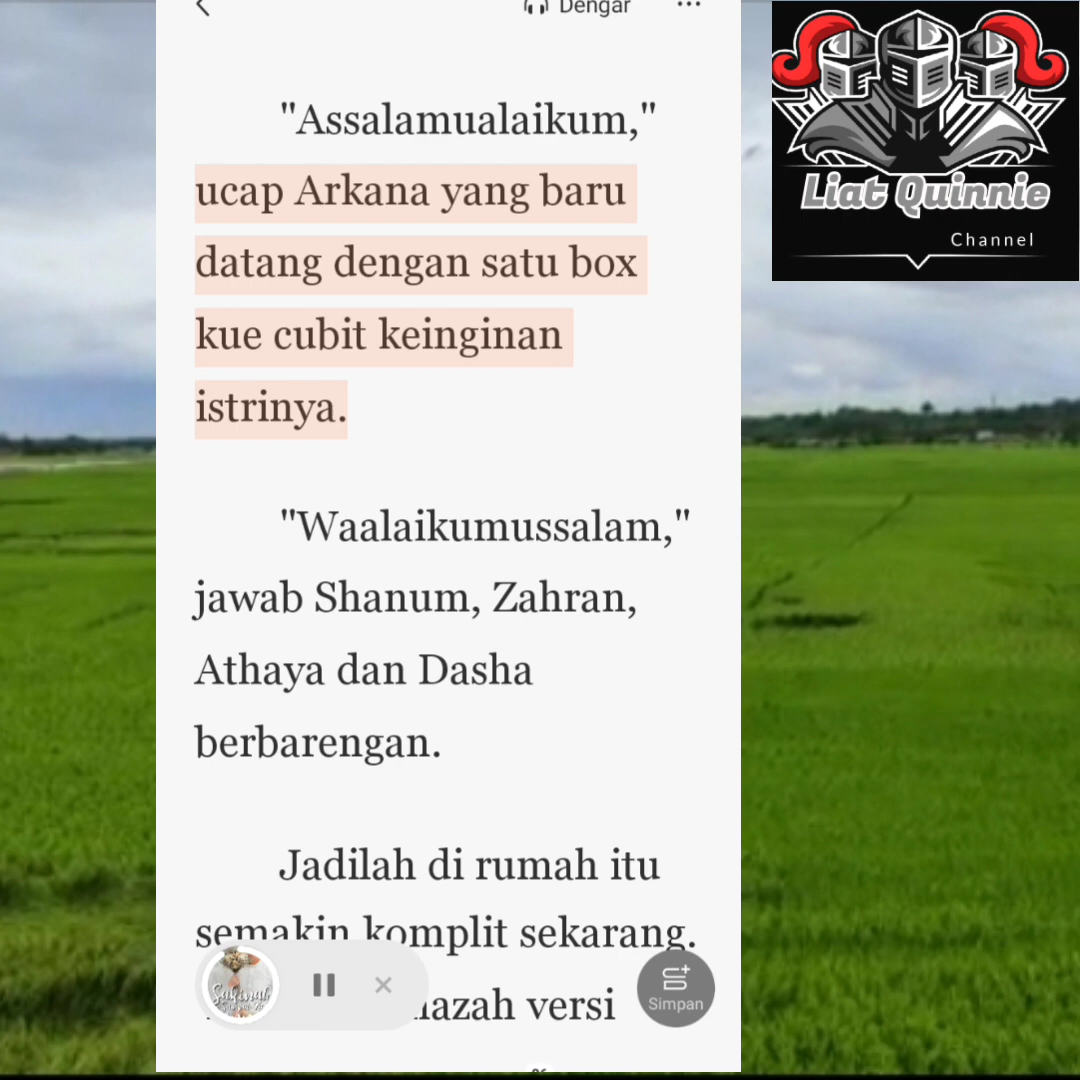 Dengar
"Assalamualaikum,"
ucap Arkana yang baru
datang dengan satu box
kue cubit keinginan
istrinya.
"Waalaikumussalam,"
jawab Shanum, Zahran,
Athaya dan Dasha
berbarengan.
Jadilah di rumah itu
semakin komplit sekarang.
versi
Simpan
Liat Quinnie
Channel